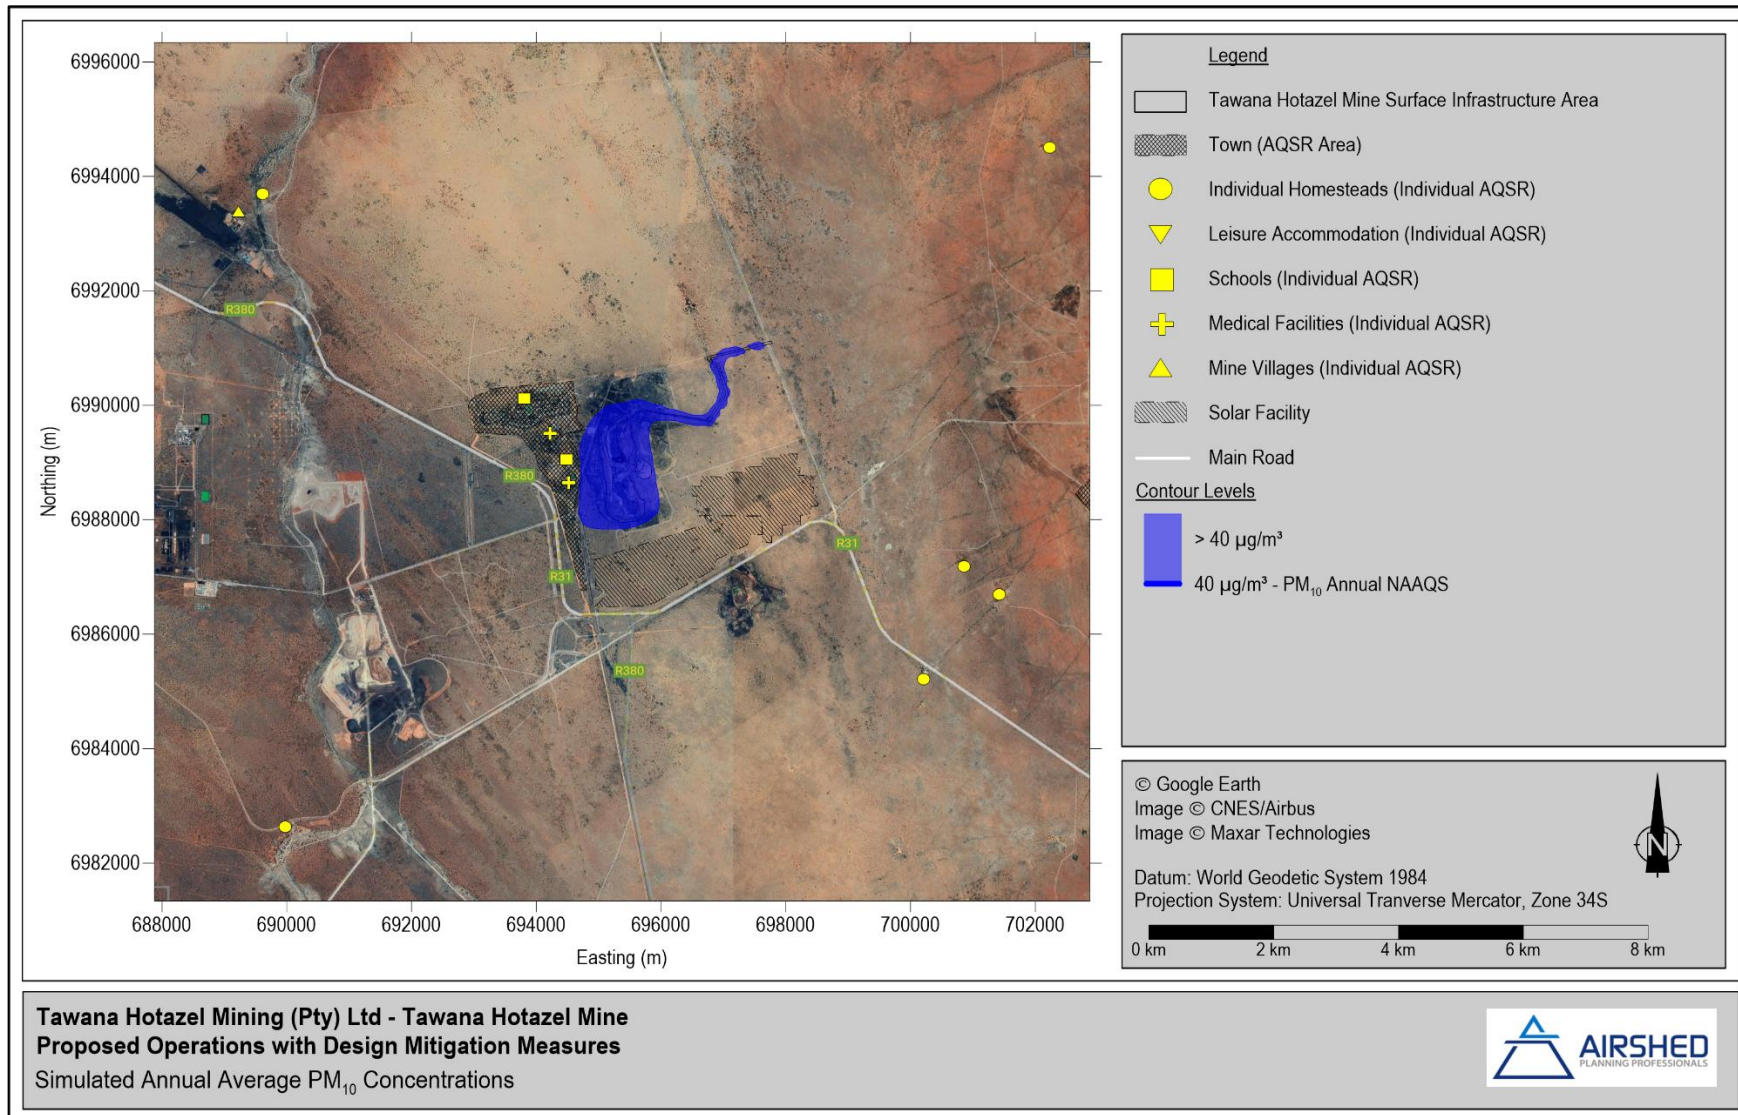 6996000
6994000
6992000
6990000
6988000
6986000
6984000
6982000
Northing (m)
688000 690000 692000 694000 696000 698000 700000 702000
Easting (m)
R380
R380
R31
R31
R380
Legend
Tawana Hotazel Mine Surface Infrastructure Area
Town (AQSR Area)
Individual Homesteads (Individual AQSR)
Leisure Accommodation (Individual AQSR)
Schools (Individual AQSR)
Medical Facilities (Individual AQSR)
Mine Villages (Individual AQSR)
Solar Facility
Main Road
Contour Levels
> 40 µg/m³
40 µg/m³ - PM₁₀ Annual NAAQS
© Google Earth
Image © CNES/Airbus
Image © Maxar Technologies
N
Datum: World Geodetic System 1984
Projection System: Universal Tranverse Mercator, Zone 34S
0 km 2 km 4 km 6 km 8 km
Tawana Hotazel Mining (Pty) Ltd - Tawana Hotazel Mine
Proposed Operations with Design Mitigation Measures
Simulated Annual Average PM₁₀ Concentrations
AIRSHED
PLANNING PROFESSIONALS